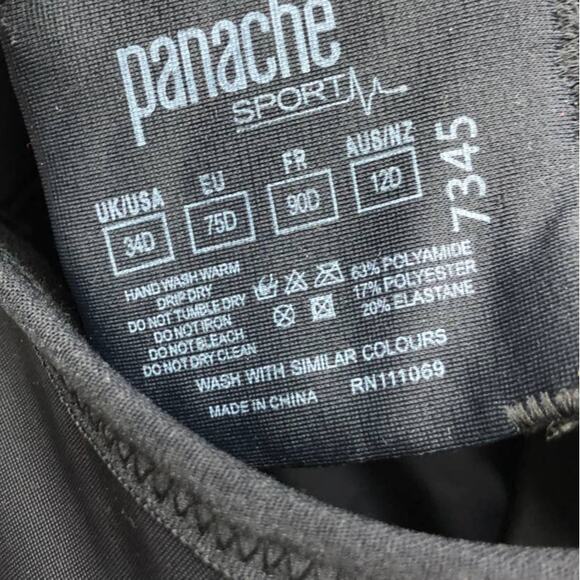 panache
SPORT
UK/USA EU FR AUS/NZ
34D 75D 90D 12D
7345
HAND WASH WARM
DRIP DRY
DO NOT TUMBLE DRY
DO NOT IRON
DO NOT BLEACH
DO NOT DRY CLEAN
63% POLYAMIDE
17% POLYESTER
20% ELASTANE
WASH WITH SIMILAR COLOURS
MADE IN CHINA RN111069